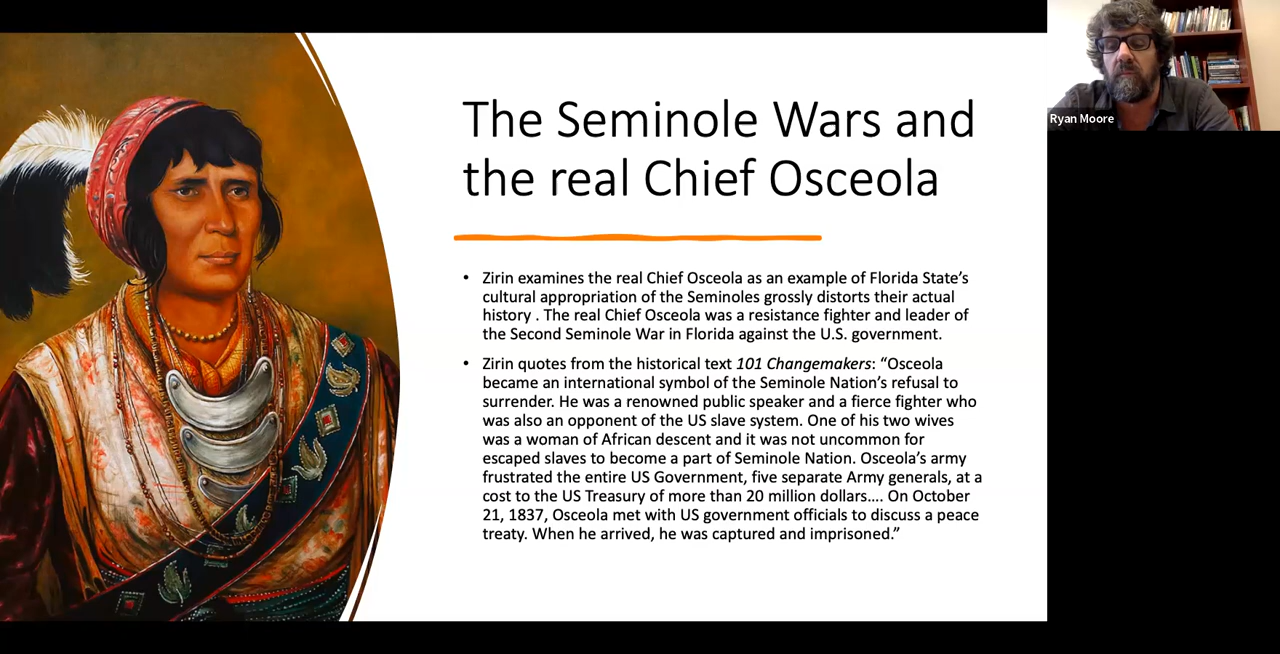 The Seminole Wars and
the real Chief Osceola
• Zirin examines the real Chief Osceola as an example of Florida State’s
cultural appropriation of the Seminoles grossly distorts their actual
history . The real Chief Osceola was a resistance fighter and leader of
the Second Seminole War in Florida against the U.S. government.
• Zirin quotes from the historical text 101 Changemakers: “Osceola
became an international symbol of the Seminole Nation’s refusal to
surrender. He was a renowned public speaker and a fierce fighter who
was also an opponent of the US slave system. One of his two wives
was a woman of African descent and it was not uncommon for
escaped slaves to become a part of Seminole Nation. Osceola’s army
frustrated the entire US Government, five separate Army generals, at a
cost to the US Treasury of more than 20 million dollars…. On October
21, 1837, Osceola met with US government officials to discuss a peace
treaty. When he arrived, he was captured and imprisoned.”
Ryan Moore